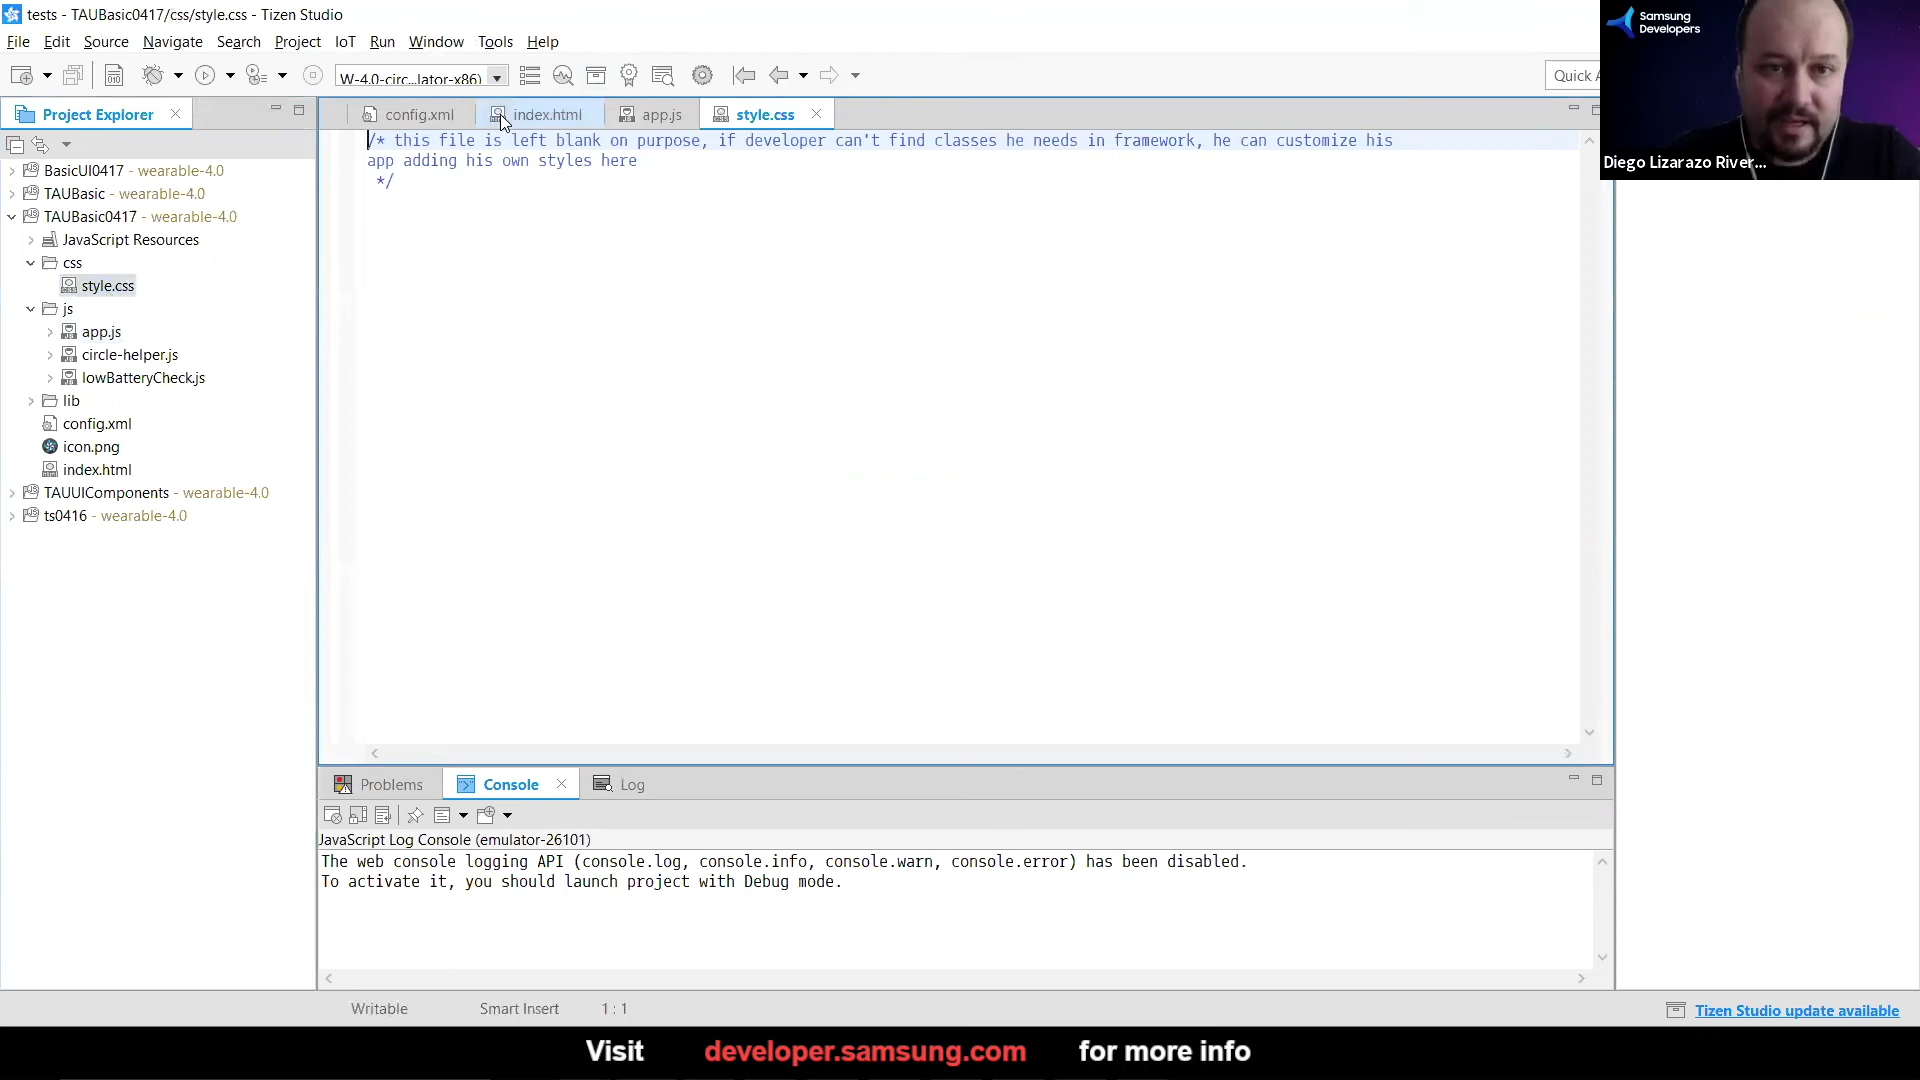 tests - TAUBasic0417/css/style.css - Tizen Studio
File Edit Source Navigate Search Project IoT Run Window Tools Help
W-4.0-circ...lator-x86)
Quick A
Samsung
Developers
Diego Lizarazo River...
Project Explorer
config.xml
index.html
app.js
style.css
/* this file is left blank on purpose, if developer can't find classes he needs in framework, he can customize his
app adding his own styles here
*/
BasicUI0417 - wearable-4.0
TAUBasic - wearable-4.0
TAUBasic0417 - wearable-4.0
JavaScript Resources
css
style.css
js
app.js
circle-helper.js
lowBatteryCheck.js
lib
config.xml
icon.png
index.html
TAUUIComponents - wearable-4.0
ts0416 - wearable-4.0
Problems
Console
Log
JavaScript Log Console (emulator-26101)
The web console logging API (console.log, console.info, console.warn, console.error) has been disabled.
To activate it, you should launch project with Debug mode.
Writable
Smart Insert
1 : 1
Tizen Studio update available
Visit developer.samsung.com for more info